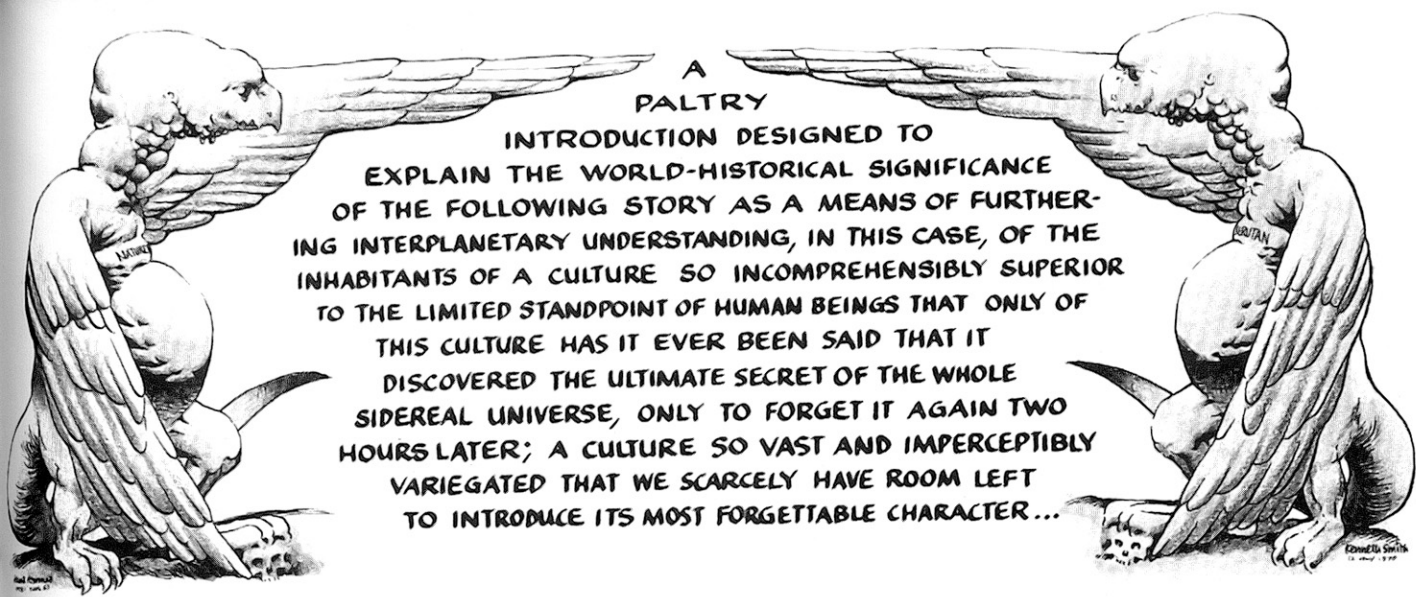 A
PALTRY
INTRODUCTION DESIGNED TO
EXPLAIN THE WORLD-HISTORICAL SIGNIFICANCE
OF THE FOLLOWING STORY AS A MEANS OF FURTHER-
ING INTERPLANETARY UNDERSTANDING, IN THIS CASE, OF THE
INHABITANTS OF A CULTURE SO INCOMPREHENSIBLY SUPERIOR
TO THE LIMITED STANDPOINT OF HUMAN BEINGS THAT ONLY OF
THIS CULTURE HAS IT EVER BEEN SAID THAT IT
DISCOVERED THE ULTIMATE SECRET OF THE WHOLE
SIDEREAL UNIVERSE, ONLY TO FORGET IT AGAIN TWO
HOURS LATER; A CULTURE SO VAST AND IMPERCEPTIBLY
VARIEGATED THAT WE SCARCELY HAVE ROOM LEFT
TO INTRODUCE ITS MOST FORGETTABLE CHARACTER...
NATURE
Kenneth Smith